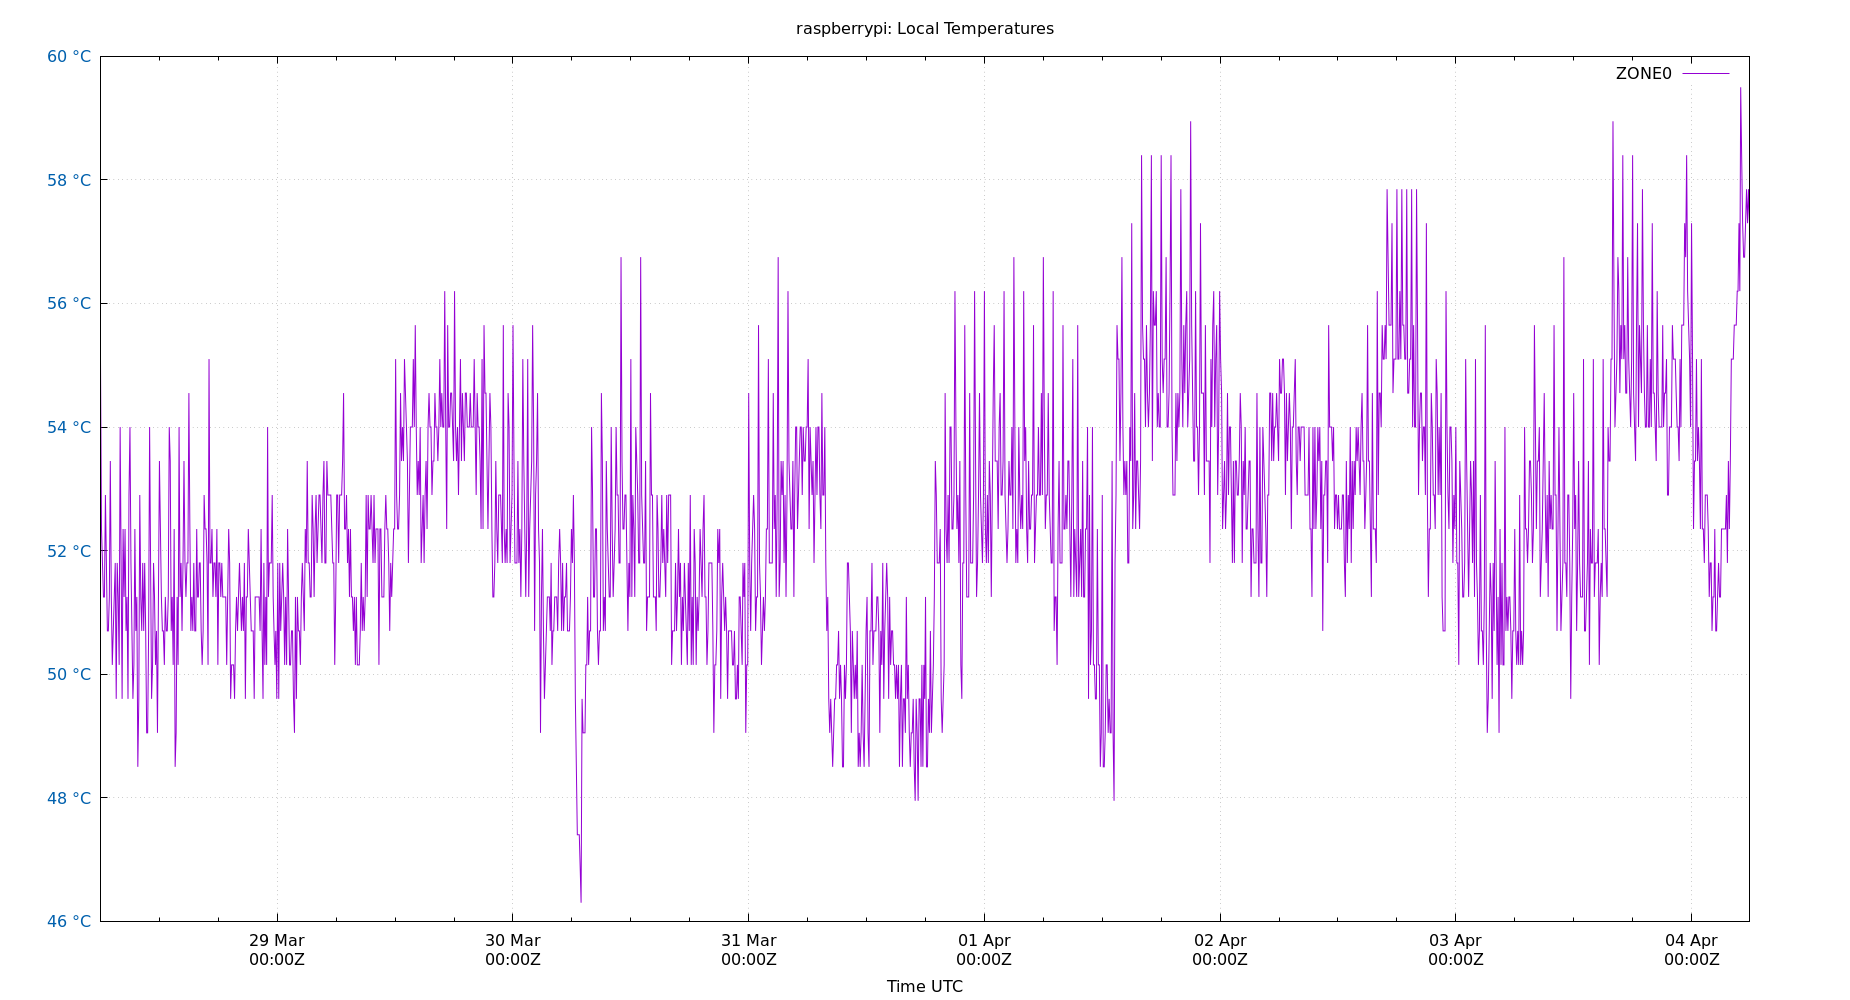 raspberrypi: Local Temperatures
60 °C
ZONE0
58 °C
56 °C
54 °C
52 °C
50 °C
48 °C
46 °C
29 Mar 30 Mar 31 Mar 01 Apr 02 Apr 03 Apr 04 Apr
00:00Z 00:00Z 00:00Z 00:00Z 00:00Z 00:00Z 00:00Z
Time UTC